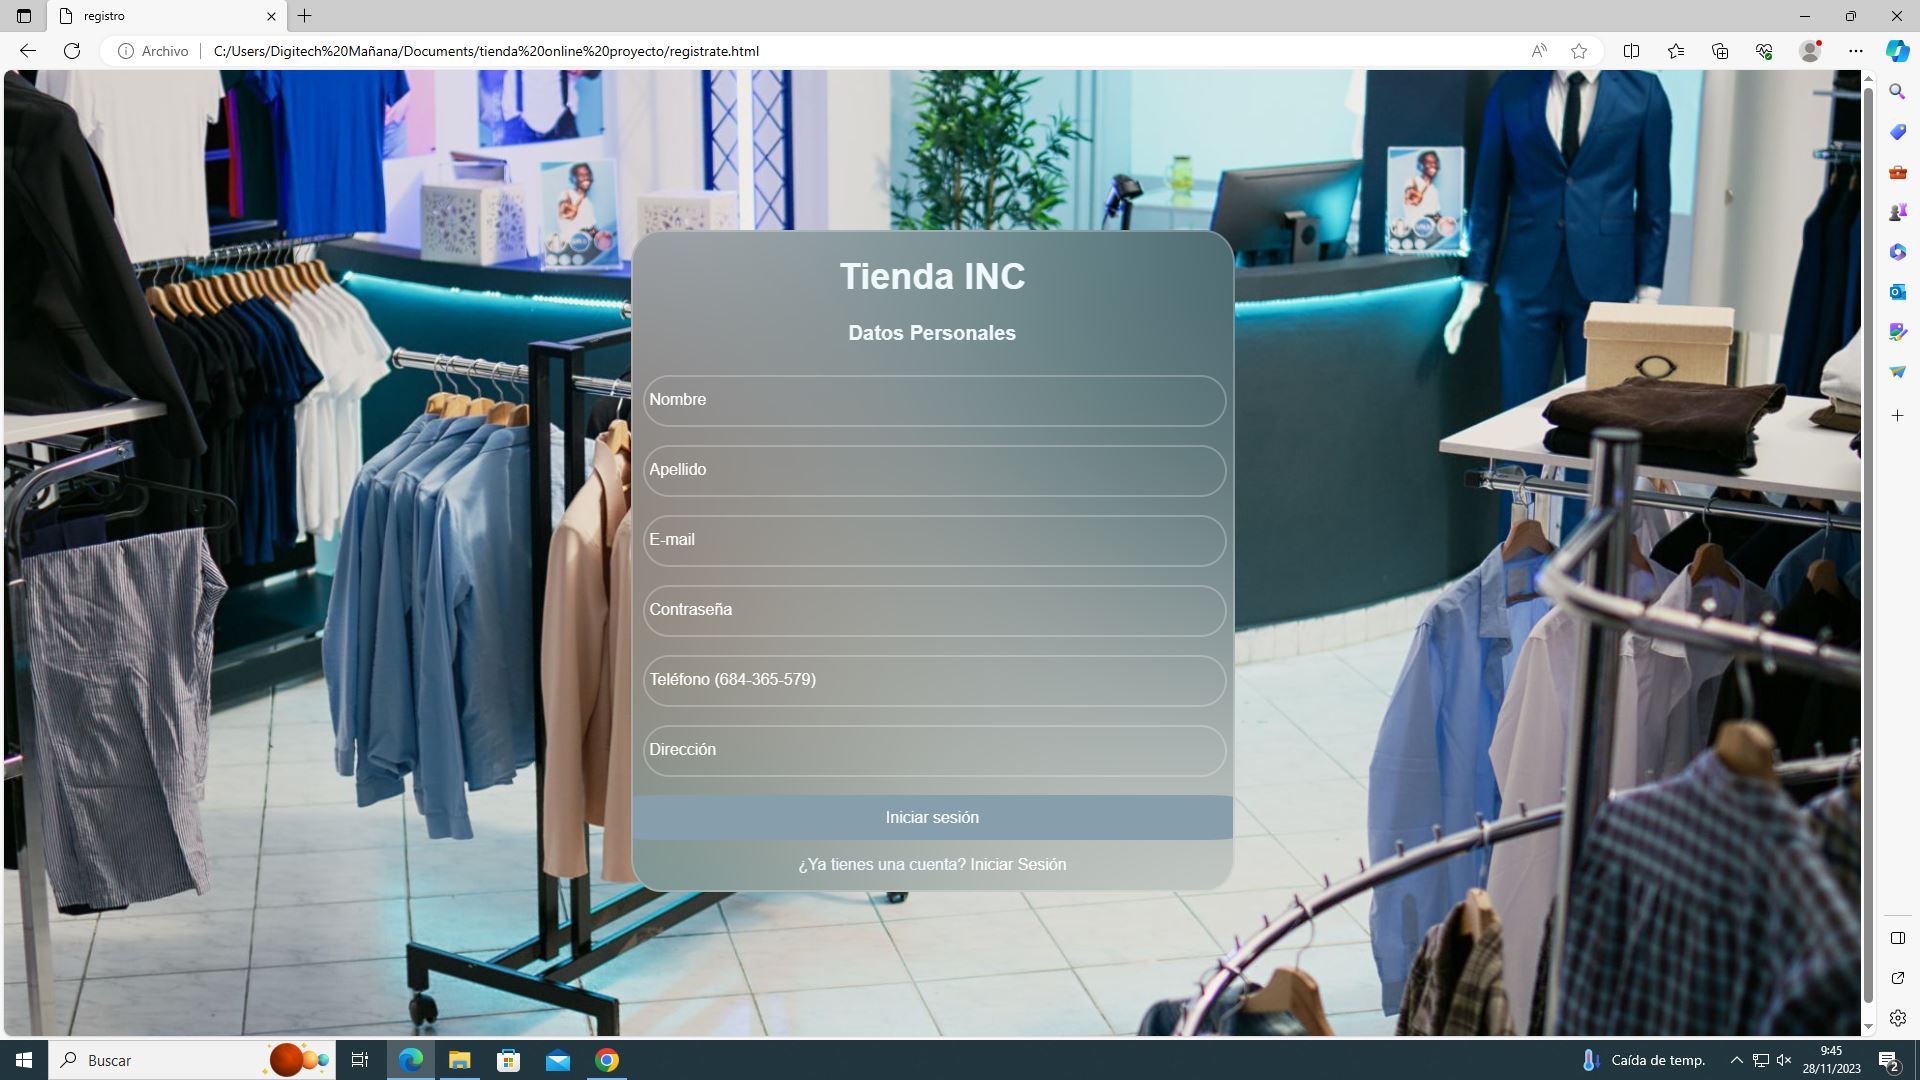 registro
Archivo
C:/Users/Digitech%20Mañana/Documents/tienda%20online%20proyecto/registrate.html
Tienda INC
Datos Personales
Nombre
Apellido
E-mail
Contraseña
Teléfono (684-365-579)
Dirección
Iniciar sesión
¿Ya tienes una cuenta? Iniciar Sesión
Buscar
Caída de temp.
9:45
28/11/2023
2